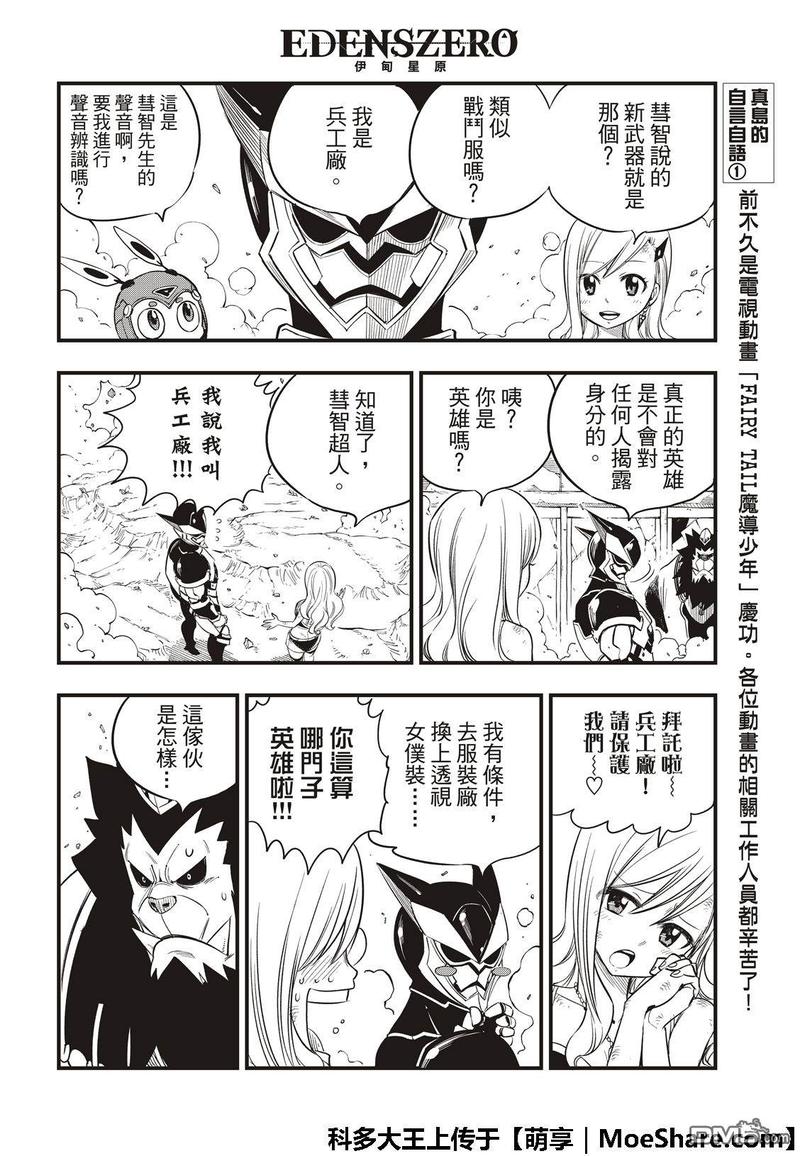 EDENSZERO
伊甸星原
真島的
自言自語①
前不久是電視動畫「FAIRY TAIL魔導少年」慶功。各位動畫的相關工作人員都辛苦了！
彗智說的
新武器就是
那個？
類似
戰鬥服嗎？
我是
兵工廠。
這是
彗智先生的
聲音啊，
要我進行
聲音辨識嗎？
真正的英雄
是不會對
任何人揭露
身分的。
咦？
你是
英雄嗎？
知道了，
彗智超人。
我說我叫
兵工廠!!!
拜託啦～
兵工廠！
請保護
我們～♡
我有條件，
去服裝廠
換上透視
女僕裝……
你這算
哪門子
英雄啦!!!
這傢伙
是怎樣…
科多大王上传于【萌享｜MoeShare.com】